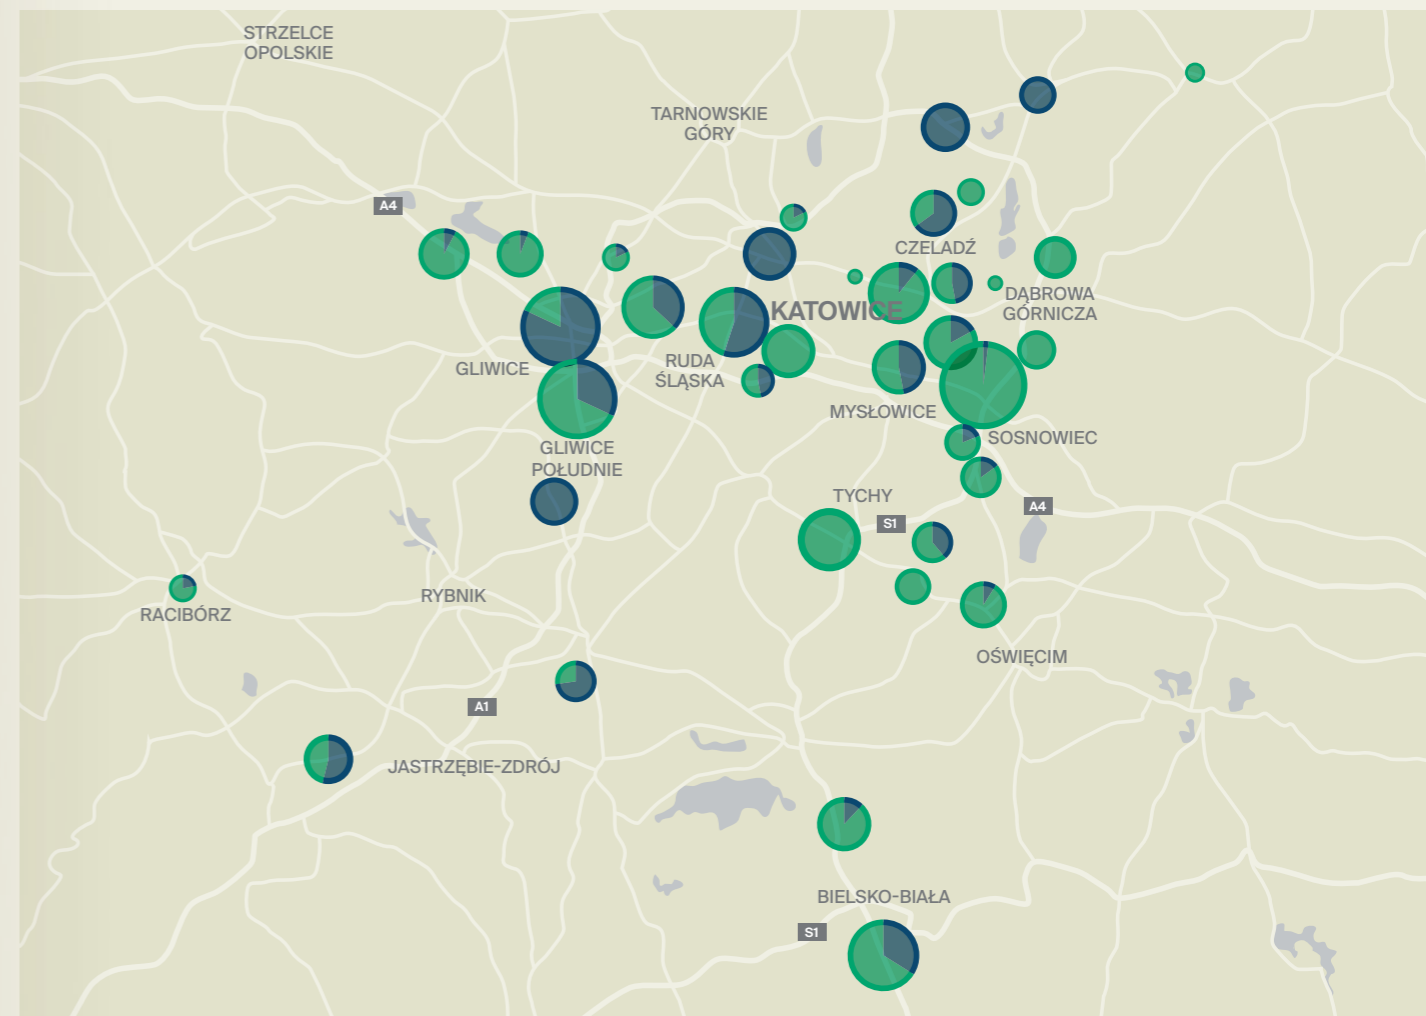 STRZELCE
OPOLSKIE
TARNOWSKIE
GÓRY
A4
CZELADŹ
DĄBROWA
GÓRNICZA
KATOWICE
GLIWICE
RUDA
ŚLĄSKA
MYSŁOWICE
SOSNOWIEC
GLIWICE
POŁUDNIE
TYCHY
S1
A4
RYBNIK
RACIBÓRZ
OŚWIĘCIM
A1
JASTRZĘBIE-ZDRÓJ
BIELSKO-BIAŁA
S1